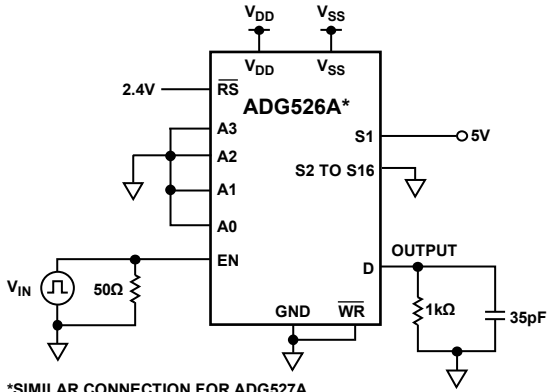 VDD VSS
VDD VSS
2.4V RS
ADG526A*
A3
S1 5V
A2
S2 TO S16
A1
A0
EN
OUTPUT
D
VIN
50Ω
1kΩ
35pF
GND WR
*SIMILAR CONNECTION FOR ADG527A